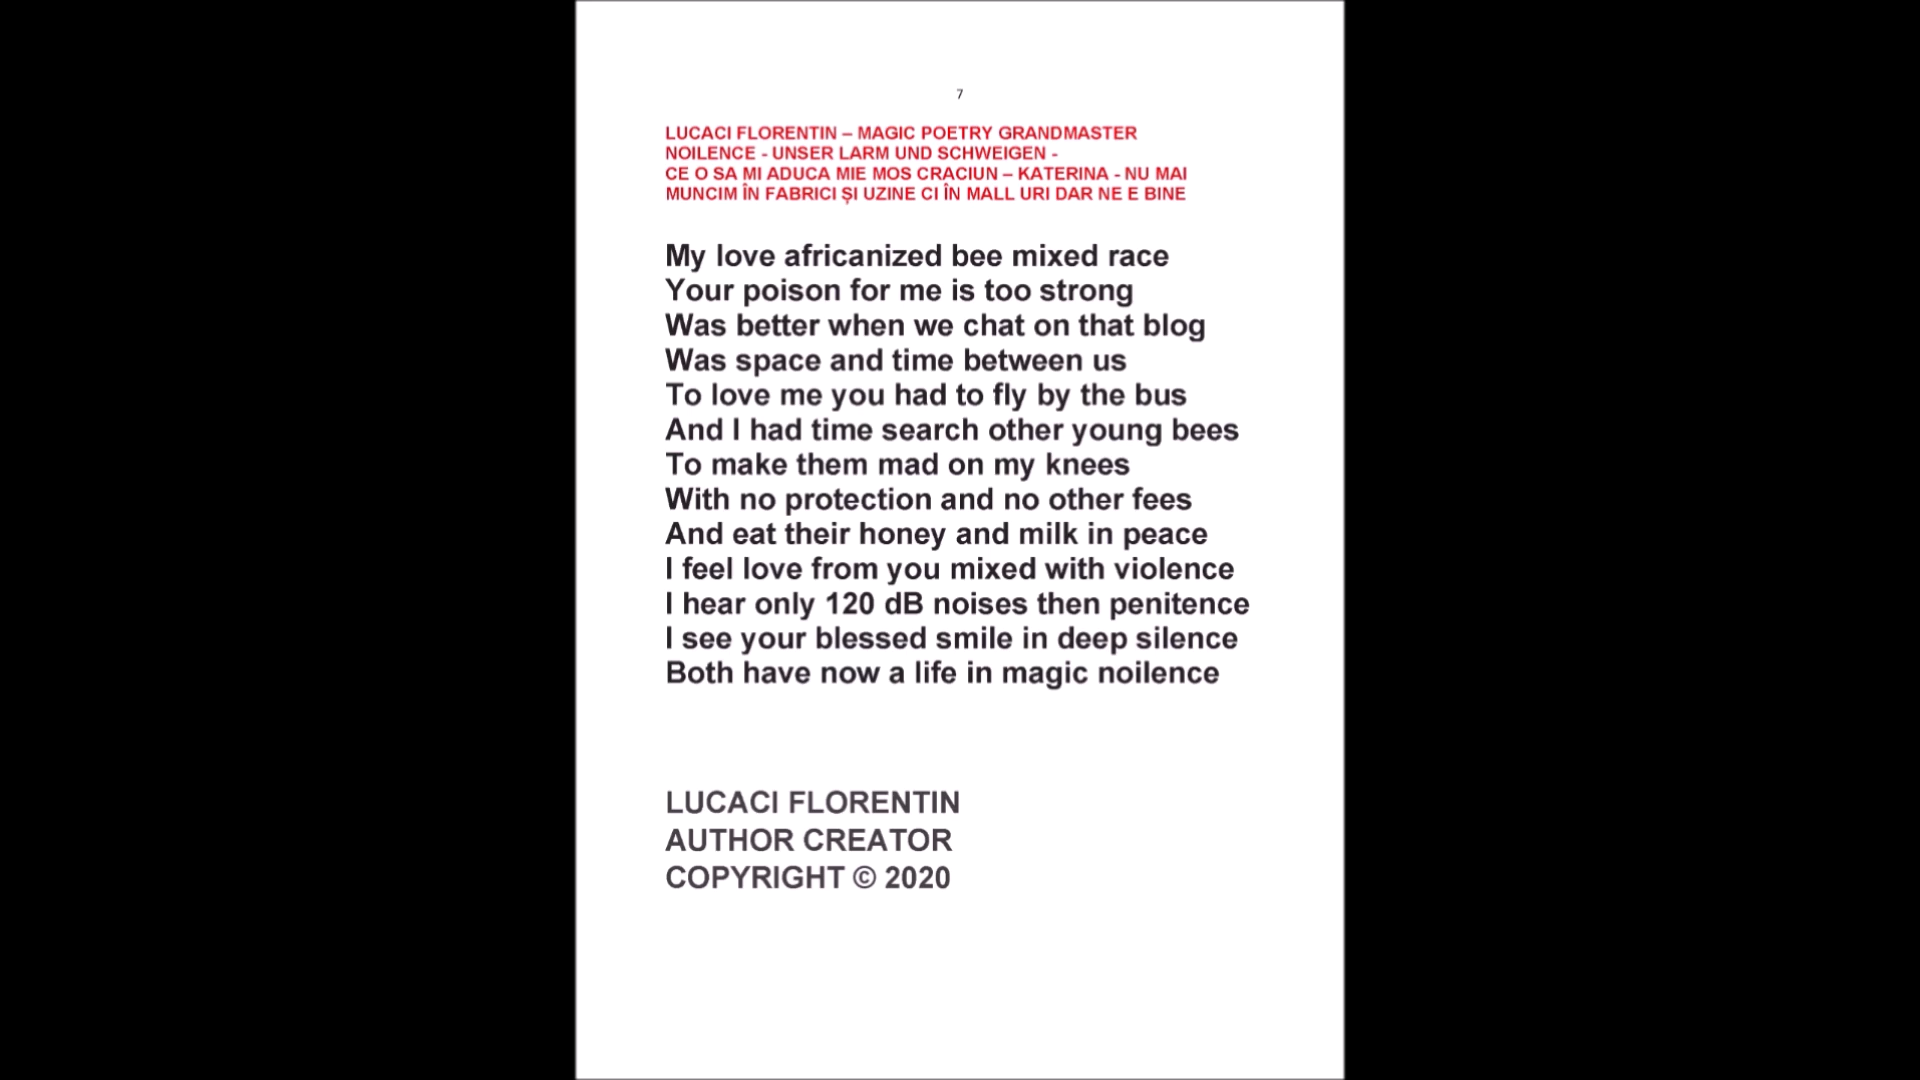 7
LUCACI FLORENTIN – MAGIC POETRY GRANDMASTER
NOILENCE - UNSER LARM UND SCHWEIGEN -
CE O SA MI ADUCA MIE MOS CRACIUN – KATERINA - NU MAI
MUNCIM ÎN FABRICI ȘI UZINE CI ÎN MALL URI DAR NE E BINE
My love africanized bee mixed race
Your poison for me is too strong
Was better when we chat on that blog
Was space and time between us
To love me you had to fly by the bus
And I had time search other young bees
To make them mad on my knees
With no protection and no other fees
And eat their honey and milk in peace
I feel love from you mixed with violence
I hear only 120 dB noises then penitence
I see your blessed smile in deep silence
Both have now a life in magic noilence
LUCACI FLORENTIN
AUTHOR CREATOR
COPYRIGHT © 2020